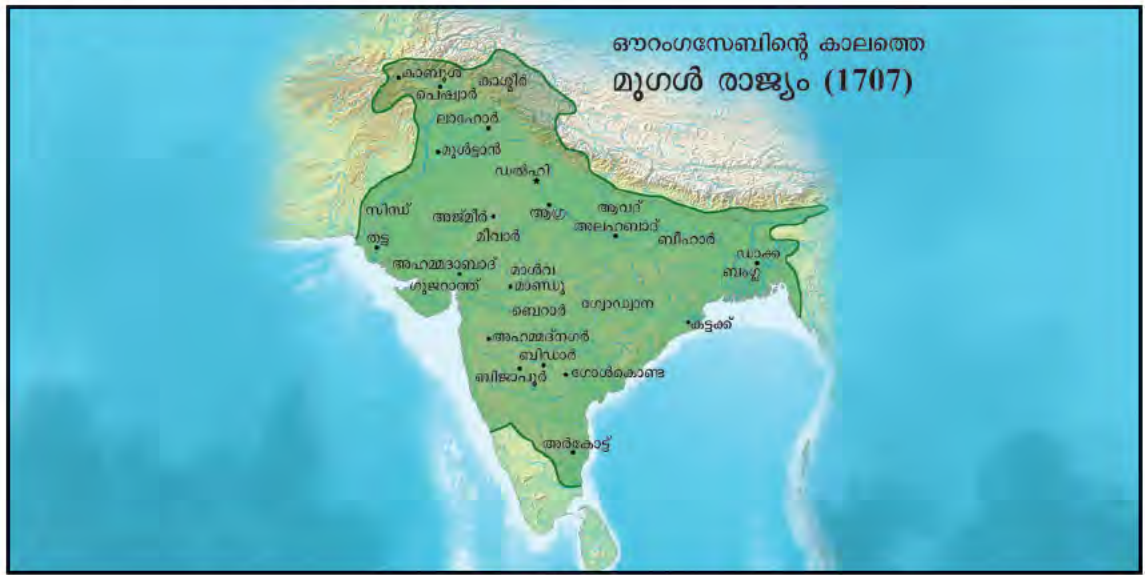 ഔറംഗസേബിന്റെ കാലത്തെ
മുഗൾ രാജ്യം (1707)
കാബൂൾ
കാശ്മീർ
പെഷ്വാർ
ലാഹോർ
മുൾട്ടാൻ
ഡൽഹി
സിന്ധ്
അജ്മീർ
ആഗ്ര
ആവദ്
അലഹബാദ്
മിവാർ
ബീഹാർ
തട്ട
ഡാക്ക
അഹമ്മദാബാദ്
മാൾവ
ബംഗ്ല
ഗുജറാത്ത്
മാണ്ഡൂ
ബെറാർ
ഗ്വോഡ്വാന
കട്ടക്ക്
അഹമ്മദ്നഗർ
ബിഡാർ
ബിജാപൂർ
ഗോൾകൊണ്ട
അർകോട്ട്